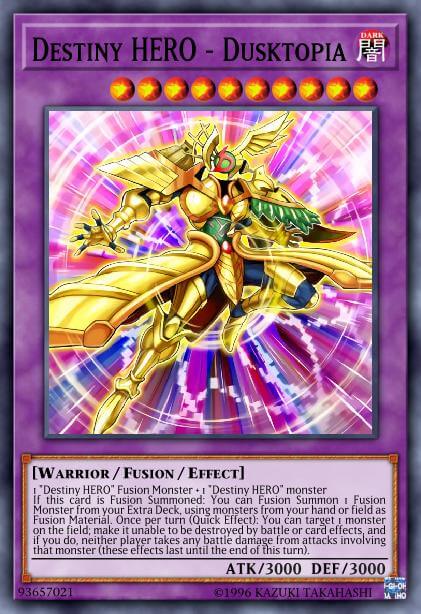 DESTINY HERO - DUSKTOPIA
DARK
闇
[WARRIOR / FUSION / EFFECT]
1 "Destiny HERO" Fusion Monster + 1 "Destiny HERO" monster
If this card is Fusion Summoned: You can Fusion Summon 1 Fusion
Monster from your Extra Deck, using monsters from your hand or field as
Fusion Material. Once per turn (Quick Effect): You can target 1 monster
on the field; make it unable to be destroyed by battle or card effects, and
if you do, neither player takes any battle damage from attacks involving
that monster (these effects last until the end of this turn).
ATK/3000 DEF/3000
93657021
©1996 KAZUKI TAKAHASHI